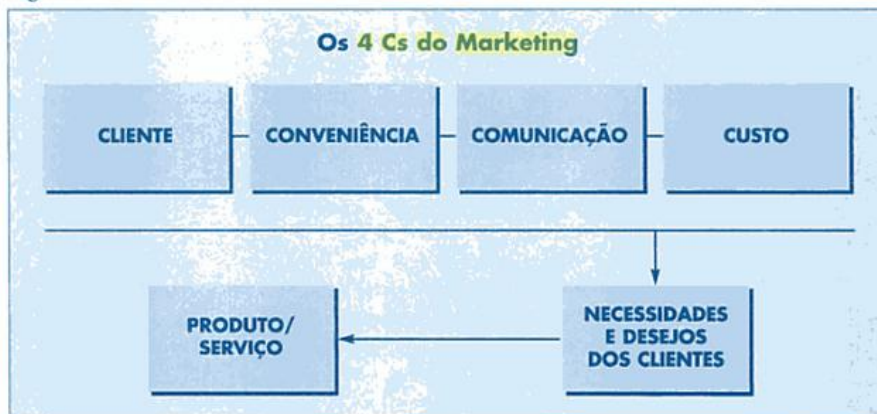 Os 4 Cs do Marketing
CLIENTE
CONVENIÊNCIA
COMUNICAÇÃO
CUSTO
PRODUTO/
SERVIÇO
NECESSIDADES
E DESEJOS
DOS CLIENTES